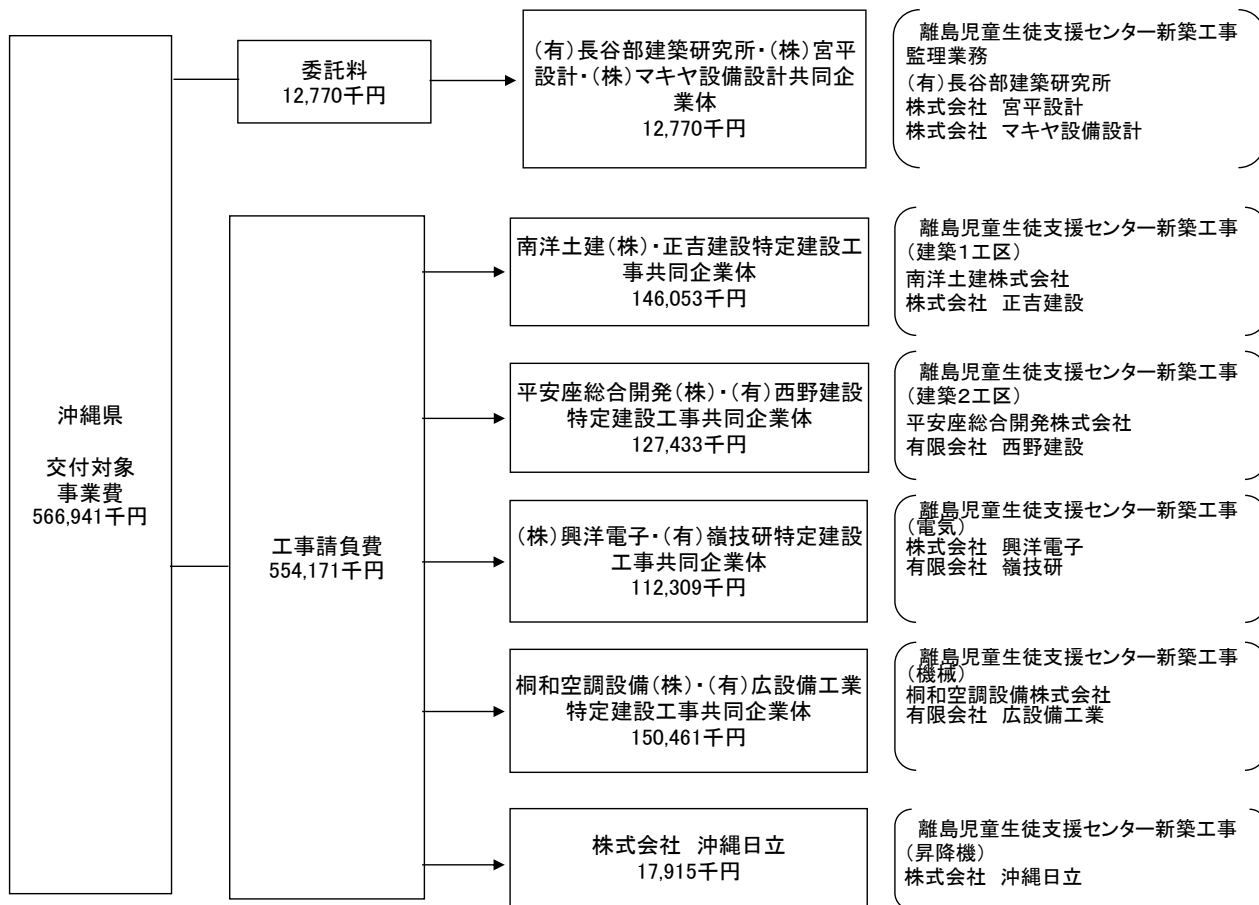 沖縄県
交付対象
事業費
566,941千円
委託料
12,770千円
(有)長谷部建築研究所・(株)宮平
設計・(株)マキヤ設備設計共同企
業体
12,770千円
離島児童生徒支援センター新築工事
監理業務
(有)長谷部建築研究所
株式会社 宮平設計
株式会社 マキヤ設備設計
工事請負費
554,171千円
南洋土建(株)・正吉建設特定建設工
事共同企業体
146,053千円
離島児童生徒支援センター新築工事
(建築1工区)
南洋土建株式会社
株式会社 正吉建設
平安座総合開発(株)・(有)西野建設
特定建設工事共同企業体
127,433千円
離島児童生徒支援センター新築工事
(建築2工区)
平安座総合開発株式会社
有限会社 西野建設
(株)興洋電子・(有)嶺技研特定建設
工事共同企業体
112,309千円
離島児童生徒支援センター新築工事
(電気)
株式会社 興洋電子
有限会社 嶺技研
桐和空調設備(株)・(有)広設備工業
特定建設工事共同企業体
150,461千円
離島児童生徒支援センター新築工事
(機械)
桐和空調設備株式会社
有限会社 広設備工業
株式会社 沖縄日立
17,915千円
離島児童生徒支援センター新築工事
(昇降機)
株式会社 沖縄日立